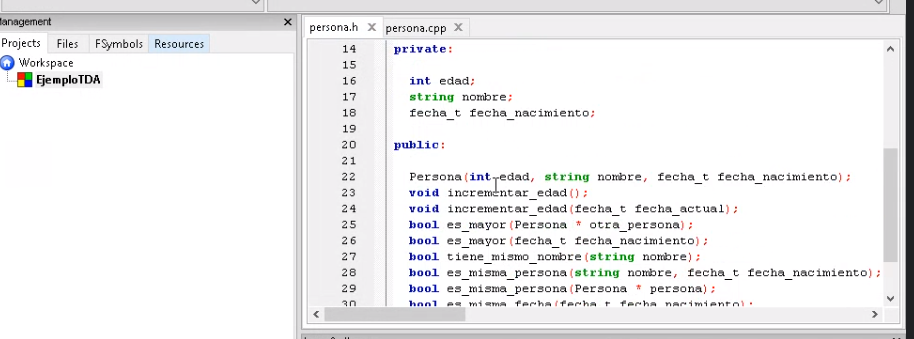 Management
Projects Files FSymbols Resources
Workspace
EjemploTDA
persona.h persona.cpp
14 private:
15
16 int edad;
17 string nombre;
18 fecha_t fecha_nacimiento;
19
20 public:
21
22 Persona(int edad, string nombre, fecha_t fecha_nacimiento);
23 void incrementar_edad();
24 void incrementar_edad(fecha_t fecha_actual);
25 bool es_mayor(Persona * otra_persona);
26 bool es_mayor(fecha_t fecha_nacimiento);
27 bool tiene_mismo_nombre(string nombre);
28 bool es_misma_persona(string nombre, fecha_t fecha_nacimiento);
29 bool es_misma_persona(Persona * persona);
30 bool es_misma_fecha(fecha_t fecha_nacimiento);